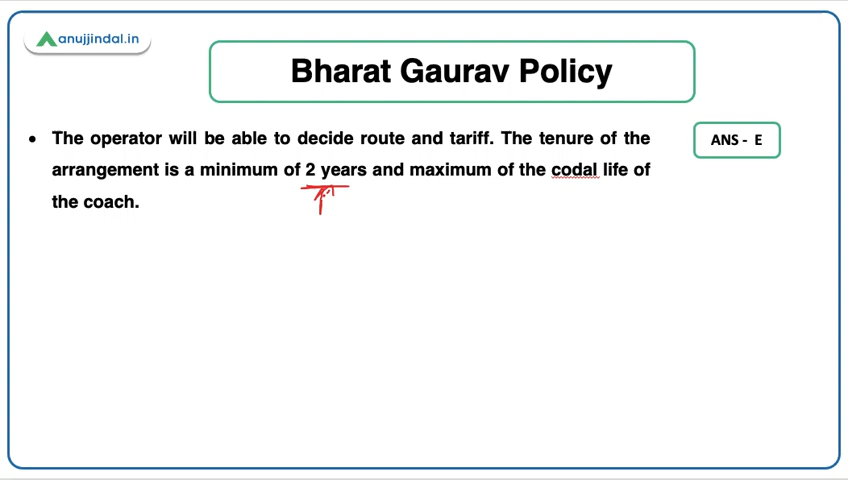 anujjindal.in
Bharat Gaurav Policy
• The operator will be able to decide route and tariff. The tenure of the
ANS - E
arrangement is a minimum of 2 years and maximum of the codal life of
the coach.